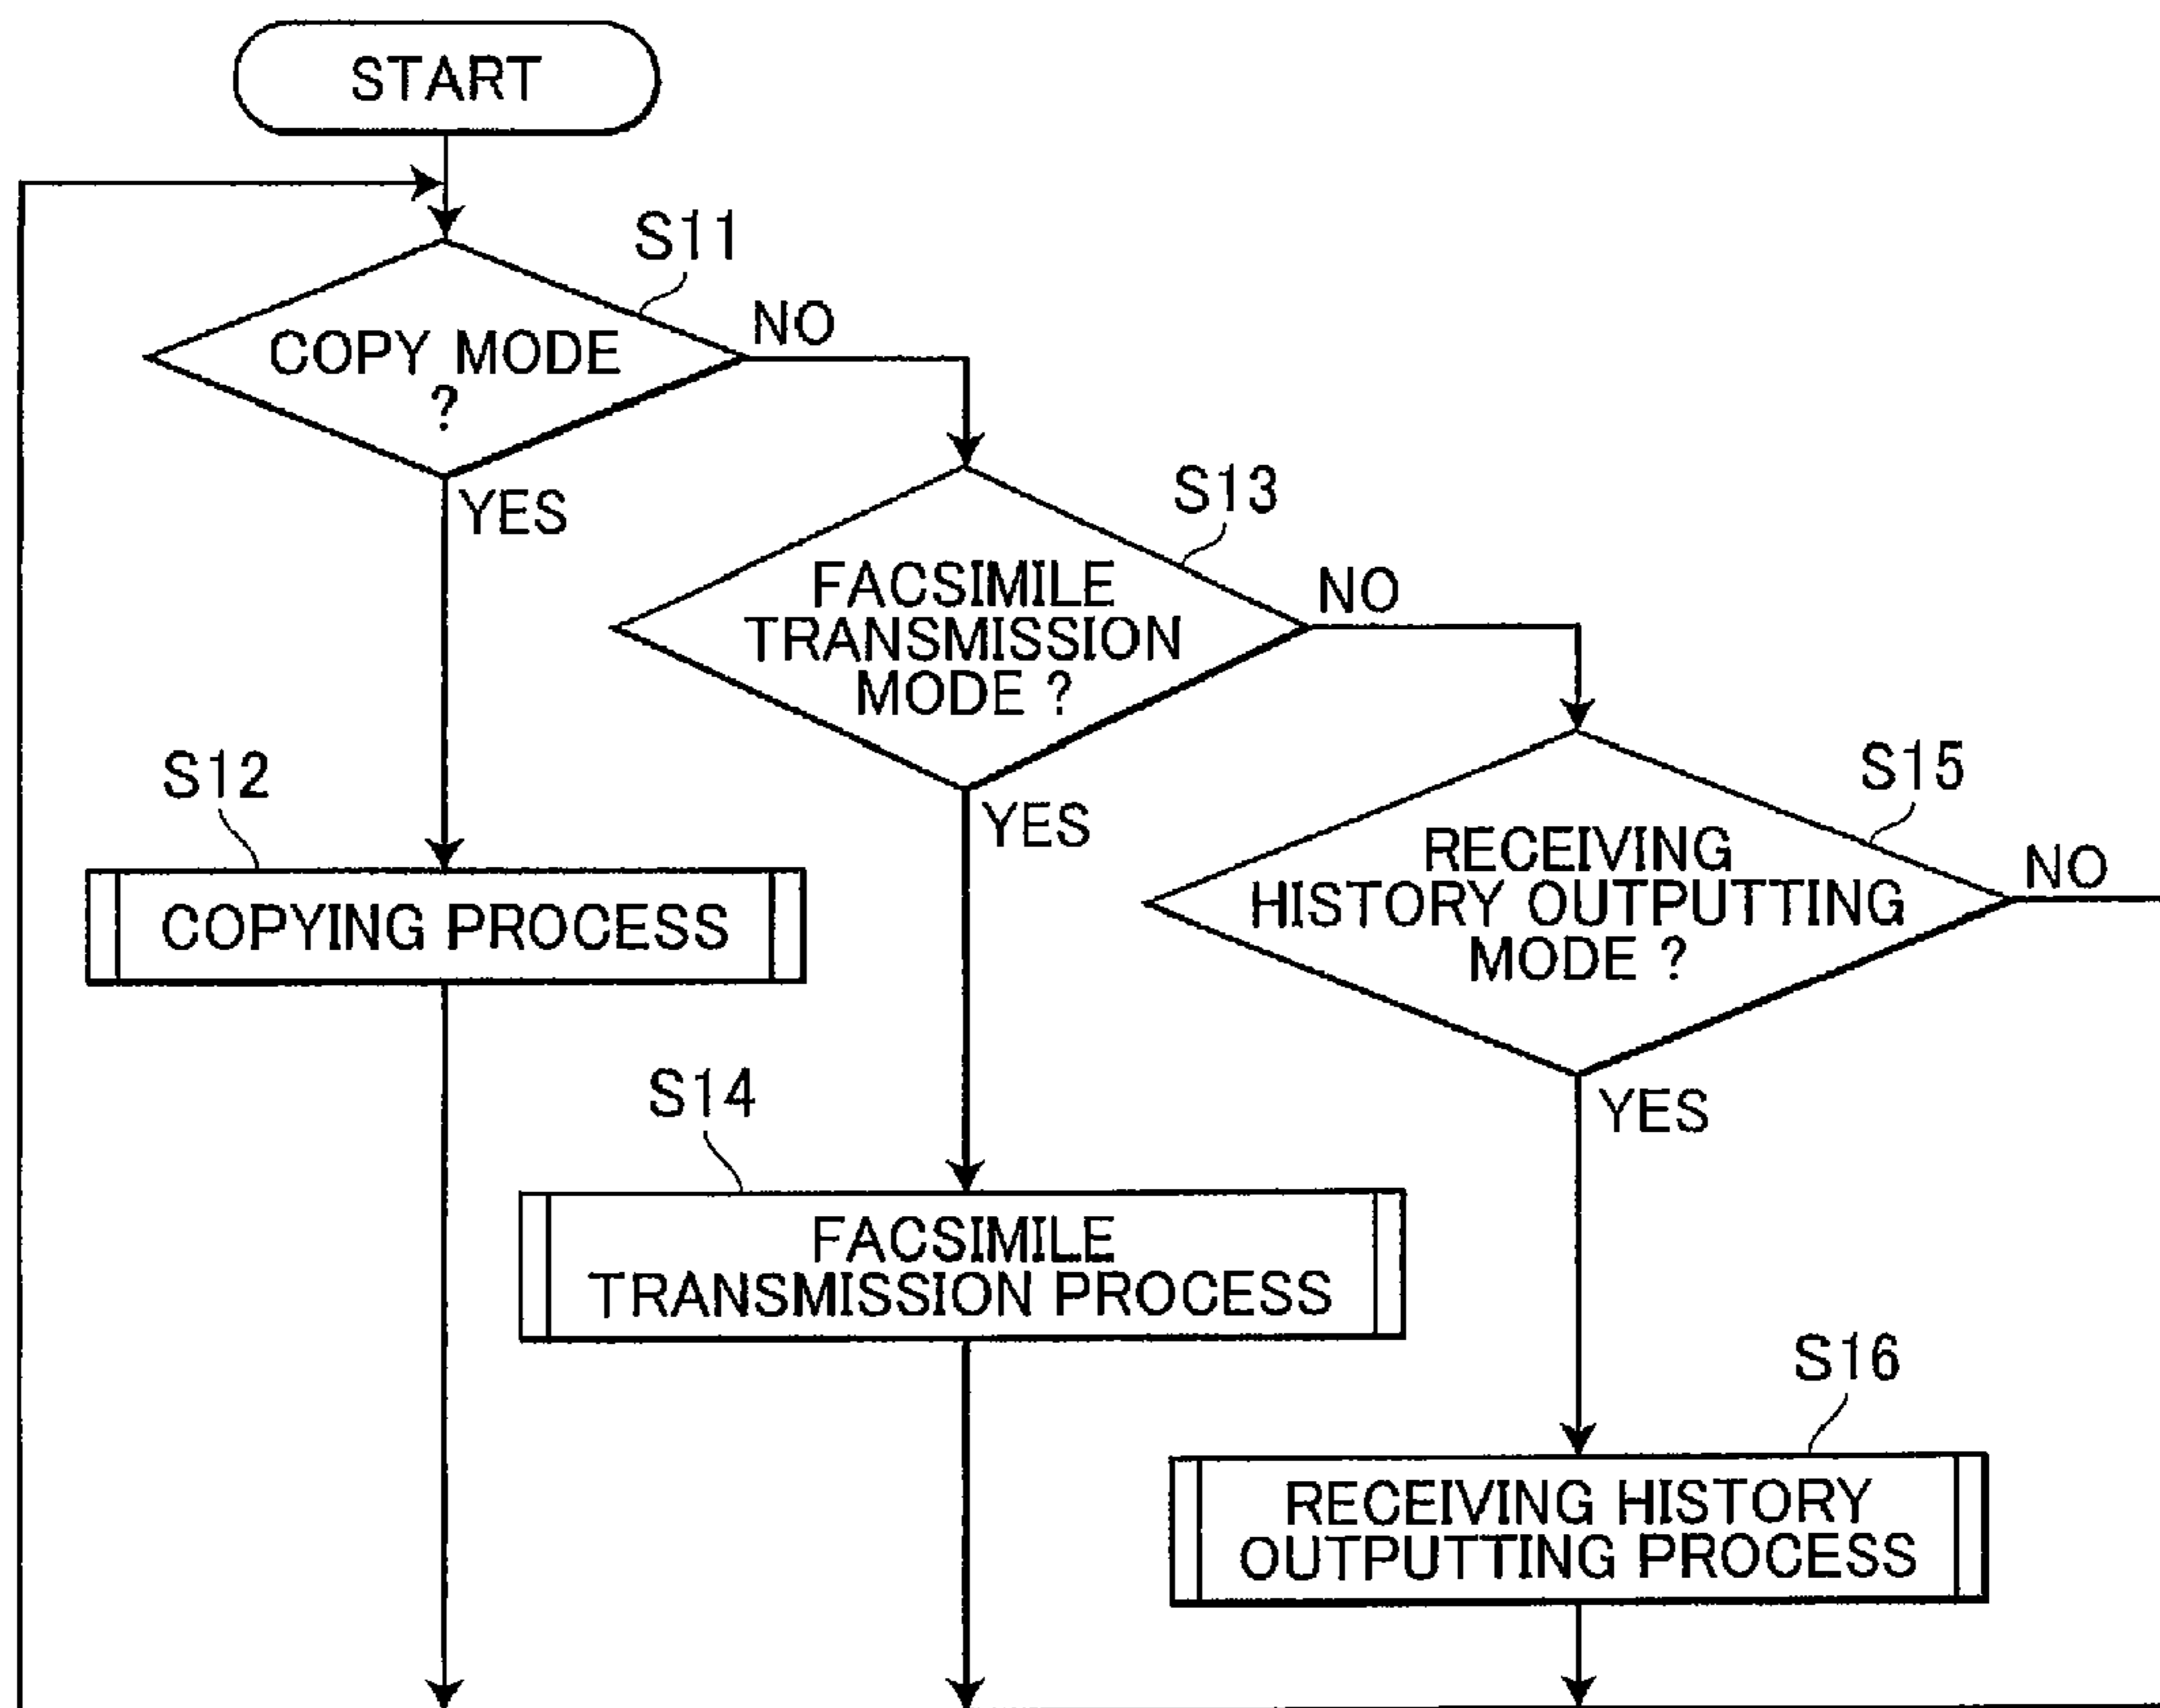 START
S11
COPY MODE
?
NO
YES
S13
FACSIMILE
TRANSMISSION
MODE ?
NO
YES
S15
RECEIVING
HISTORY OUTPUTTING
MODE ?
NO
YES
S12
COPYING PROCESS
S14
FACSIMILE
TRANSMISSION PROCESS
S16
RECEIVING HISTORY
OUTPUTTING PROCESS